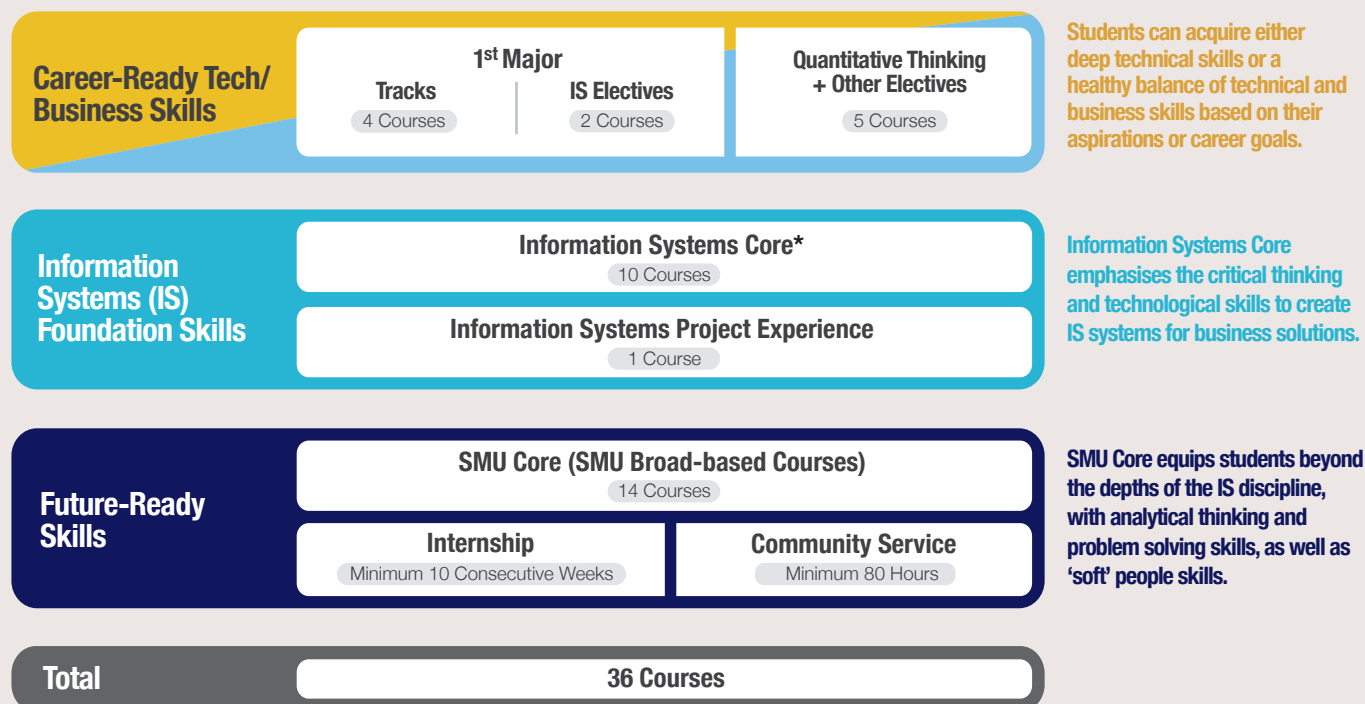 Career-Ready Tech/
Business Skills
1st Major
Tracks
4 Courses
IS Electives
2 Courses
Quantitative Thinking
+ Other Electives
5 Courses
Students can acquire either
deep technical skills or a
healthy balance of technical and
business skills based on their
aspirations or career goals.
Information
Systems (IS)
Foundation Skills
Information Systems Core*
10 Courses
Information Systems Project Experience
1 Course
Information Systems Core
emphasises the critical thinking
and technological skills to create
IS systems for business solutions.
Future-Ready
Skills
SMU Core (SMU Broad-based Courses)
14 Courses
Internship
Minimum 10 Consecutive Weeks
Community Service
Minimum 80 Hours
SMU Core equips students beyond
the depths of the IS discipline,
with analytical thinking and
problem solving skills, as well as
‘soft’ people skills.
Total
36 Courses